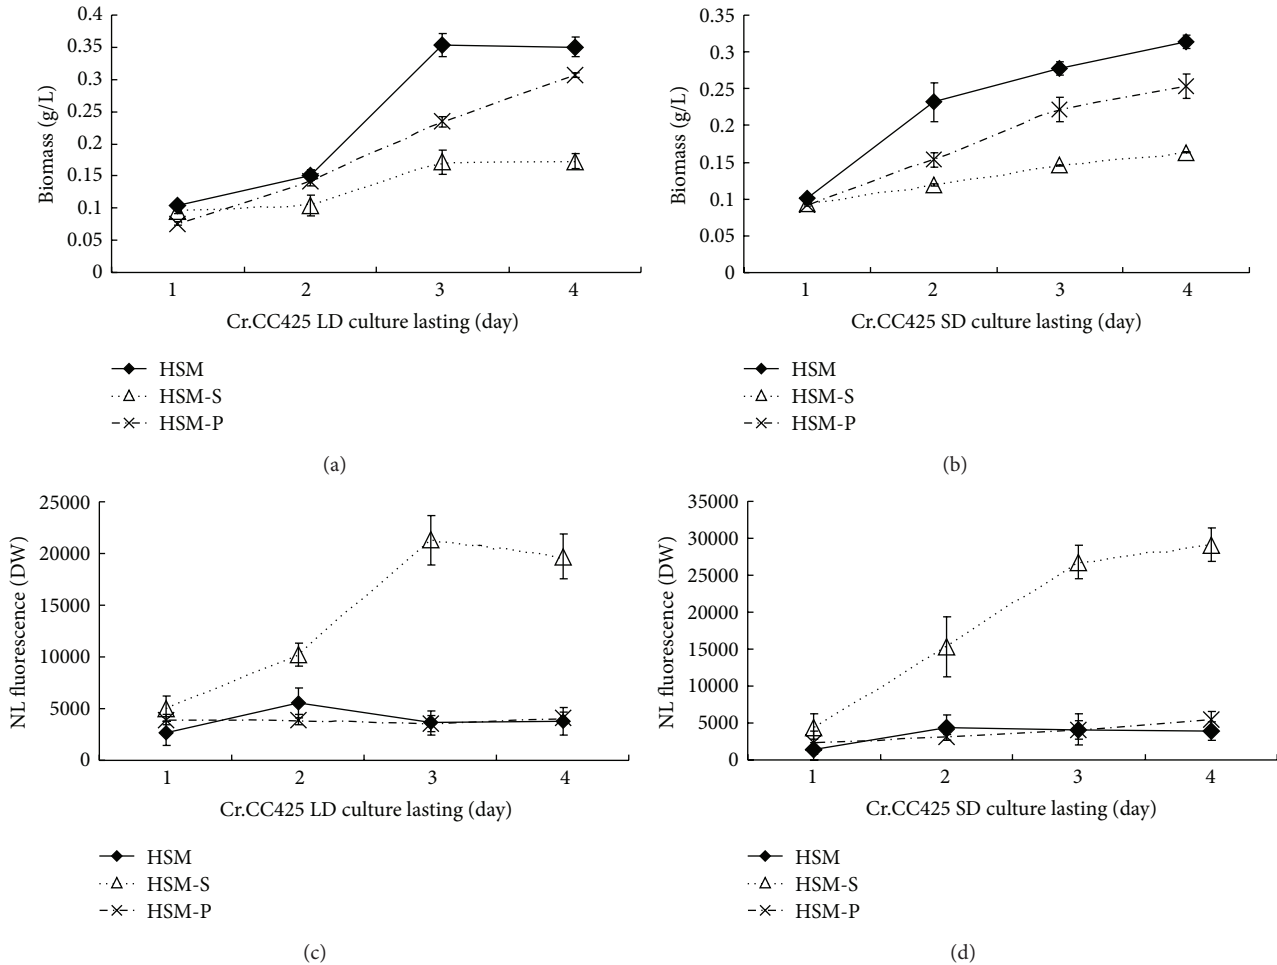 0.4
0.35
0.3
0.25
0.2
0.15
0.1
0.05
0
Biomass (g/L)
1 2 3 4
Cr.CC425 LD culture lasting (day)
HSM
HSM-S
HSM-P
(a)
0.35
0.3
0.25
0.2
0.15
0.1
0.05
0
Biomass (g/L)
1 2 3 4
Cr.CC425 SD culture lasting (day)
HSM
HSM-S
HSM-P
(b)
25000
20000
15000
10000
5000
0
NL fluorescence (DW)
1 2 3 4
Cr.CC425 LD culture lasting (day)
HSM
HSM-S
HSM-P
(c)
35000
30000
25000
20000
15000
10000
5000
0
NL fluorescence (DW)
1 2 3 4
Cr.CC425 SD culture lasting (day)
HSM
HSM-S
HSM-P
(d)